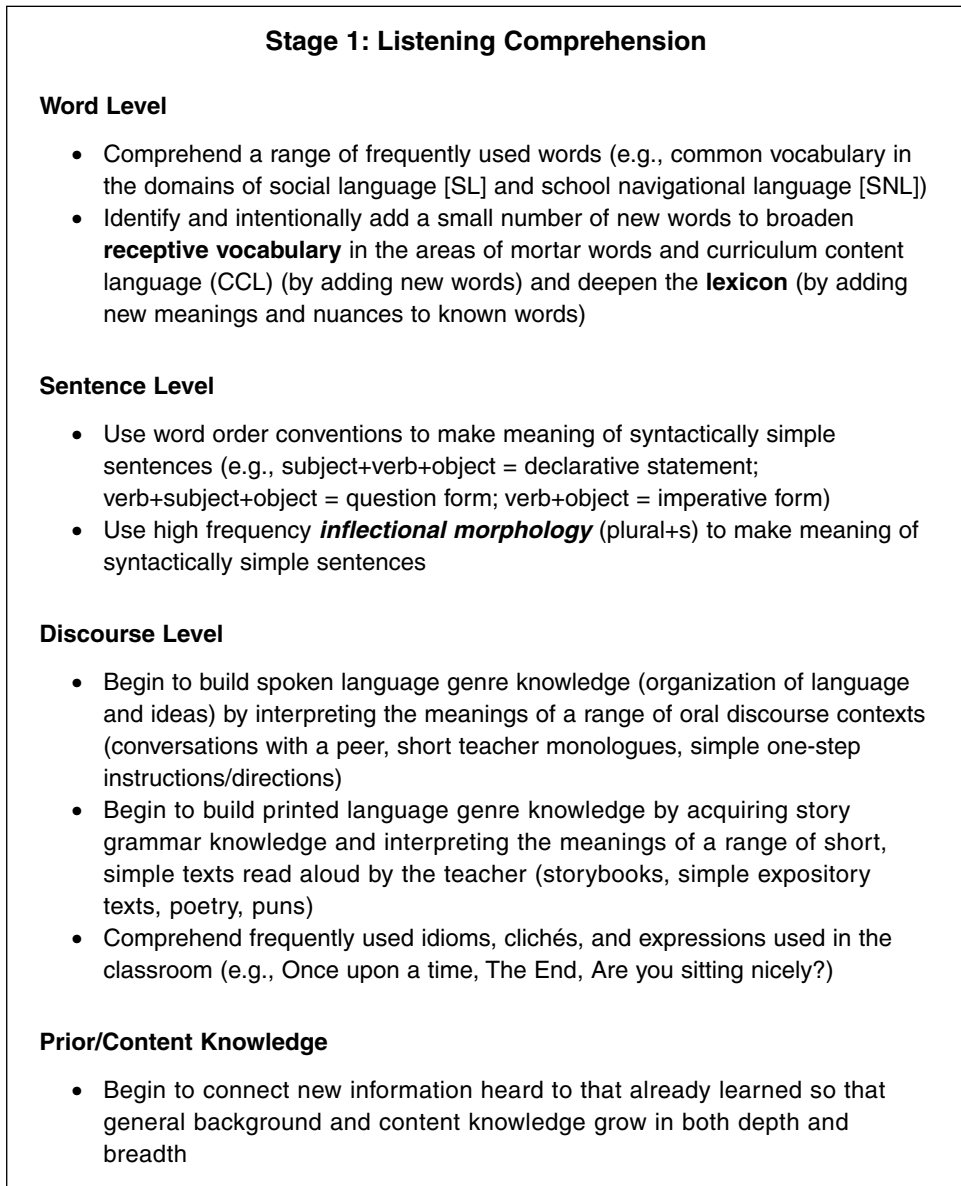 Stage 1: Listening Comprehension
Word Level
• Comprehend a range of frequently used words (e.g., common vocabulary in
the domains of social language [SL] and school navigational language [SNL])
• Identify and intentionally add a small number of new words to broaden
receptive vocabulary in the areas of mortar words and curriculum content
language (CCL) (by adding new words) and deepen the lexicon (by adding
new meanings and nuances to known words)
Sentence Level
• Use word order conventions to make meaning of syntactically simple
sentences (e.g., subject+verb+object = declarative statement;
verb+subject+object = question form; verb+object = imperative form)
• Use high frequency inflectional morphology (plural+s) to make meaning of
syntactically simple sentences
Discourse Level
• Begin to build spoken language genre knowledge (organization of language
and ideas) by interpreting the meanings of a range of oral discourse contexts
(conversations with a peer, short teacher monologues, simple one-step
instructions/directions)
• Begin to build printed language genre knowledge by acquiring story
grammar knowledge and interpreting the meanings of a range of short,
simple texts read aloud by the teacher (storybooks, simple expository
texts, poetry, puns)
• Comprehend frequently used idioms, clichés, and expressions used in the
classroom (e.g., Once upon a time, The End, Are you sitting nicely?)
Prior/Content Knowledge
• Begin to connect new information heard to that already learned so that
general background and content knowledge grow in both depth and
breadth